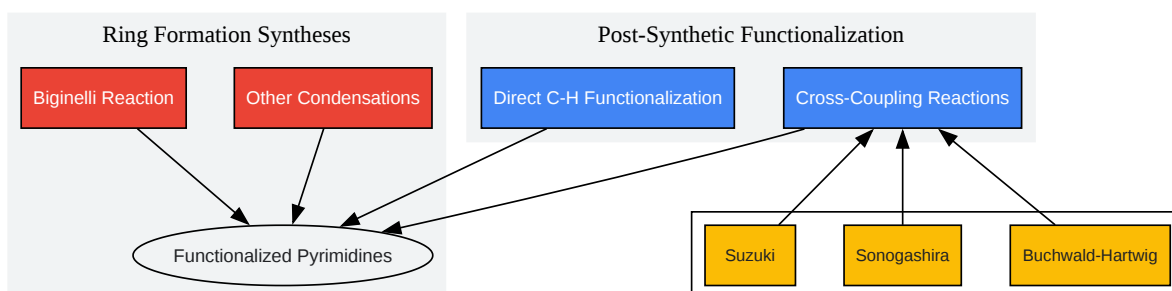 Ring Formation Syntheses
Post-Synthetic Functionalization
Biginelli Reaction
Other Condensations
Direct C-H Functionalization
Cross-Coupling Reactions
Functionalized Pyrimidines
Suzuki
Sonogashira
Buchwald-Hartwig